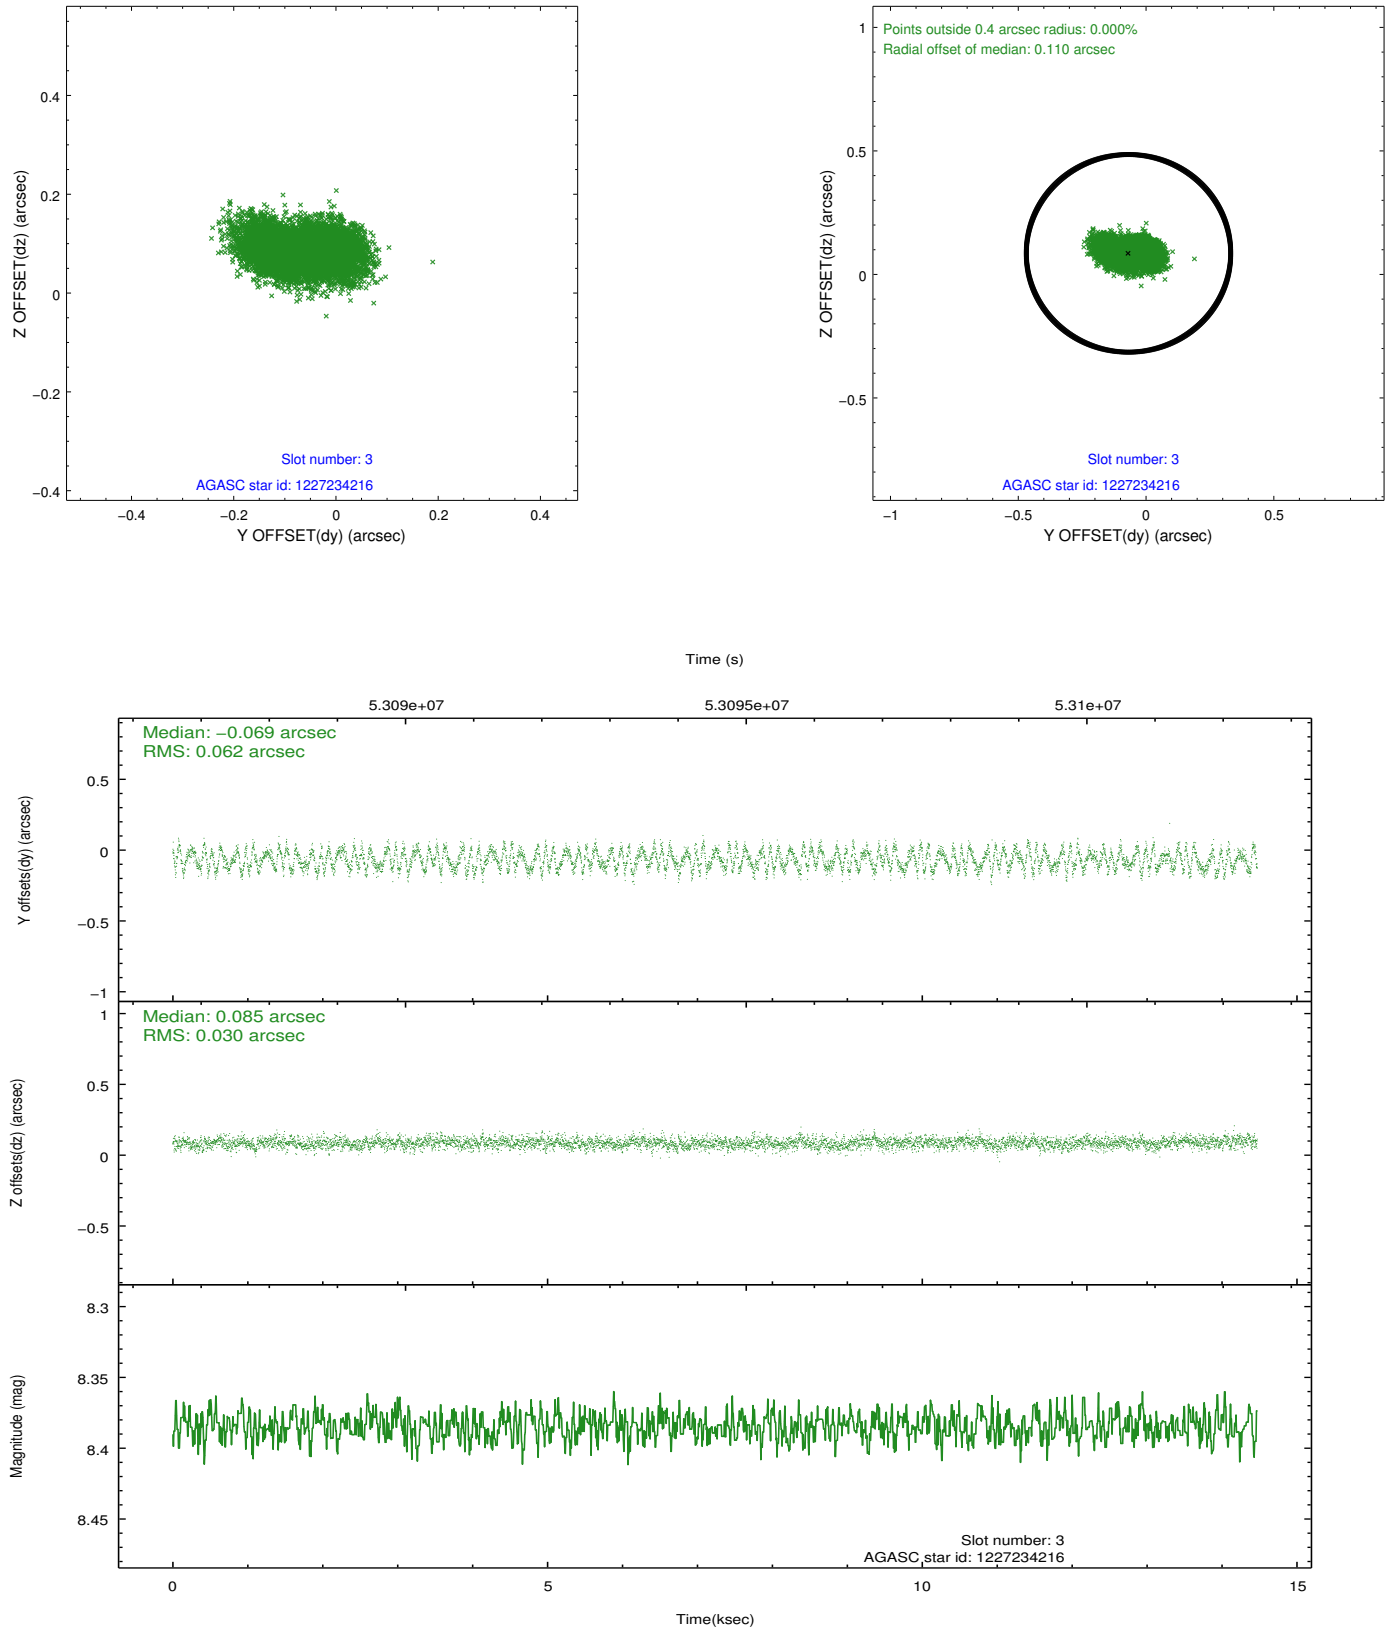 0.4
0.2
0
−0.2
−0.4
Z OFFSET(dz) (arcsec)
Slot number: 3
AGASC star id: 1227234216
−0.4 −0.2 0 0.2 0.4
Y OFFSET(dy) (arcsec)
Points outside 0.4 arcsec radius: 0.000%
Radial offset of median: 0.110 arcsec
1
0.5
0
−0.5
Z OFFSET(dz) (arcsec)
Slot number: 3
AGASC star id: 1227234216
−1 −0.5 0 0.5
Y OFFSET(dy) (arcsec)
Time (s)
5.309e+07 5.3095e+07 5.31e+07
Median: −0.069 arcsec
RMS: 0.062 arcsec
0.5
0
−0.5
−1
Y offsets(dy) (arcsec)
Median: 0.085 arcsec
RMS: 0.030 arcsec
1
0.5
0
−0.5
Z offsets(dz) (arcsec)
8.3
8.35
8.4
8.45
Magnitude (mag)
Slot number: 3
AGASC star id: 1227234216
0 5 10 15
Time(ksec)